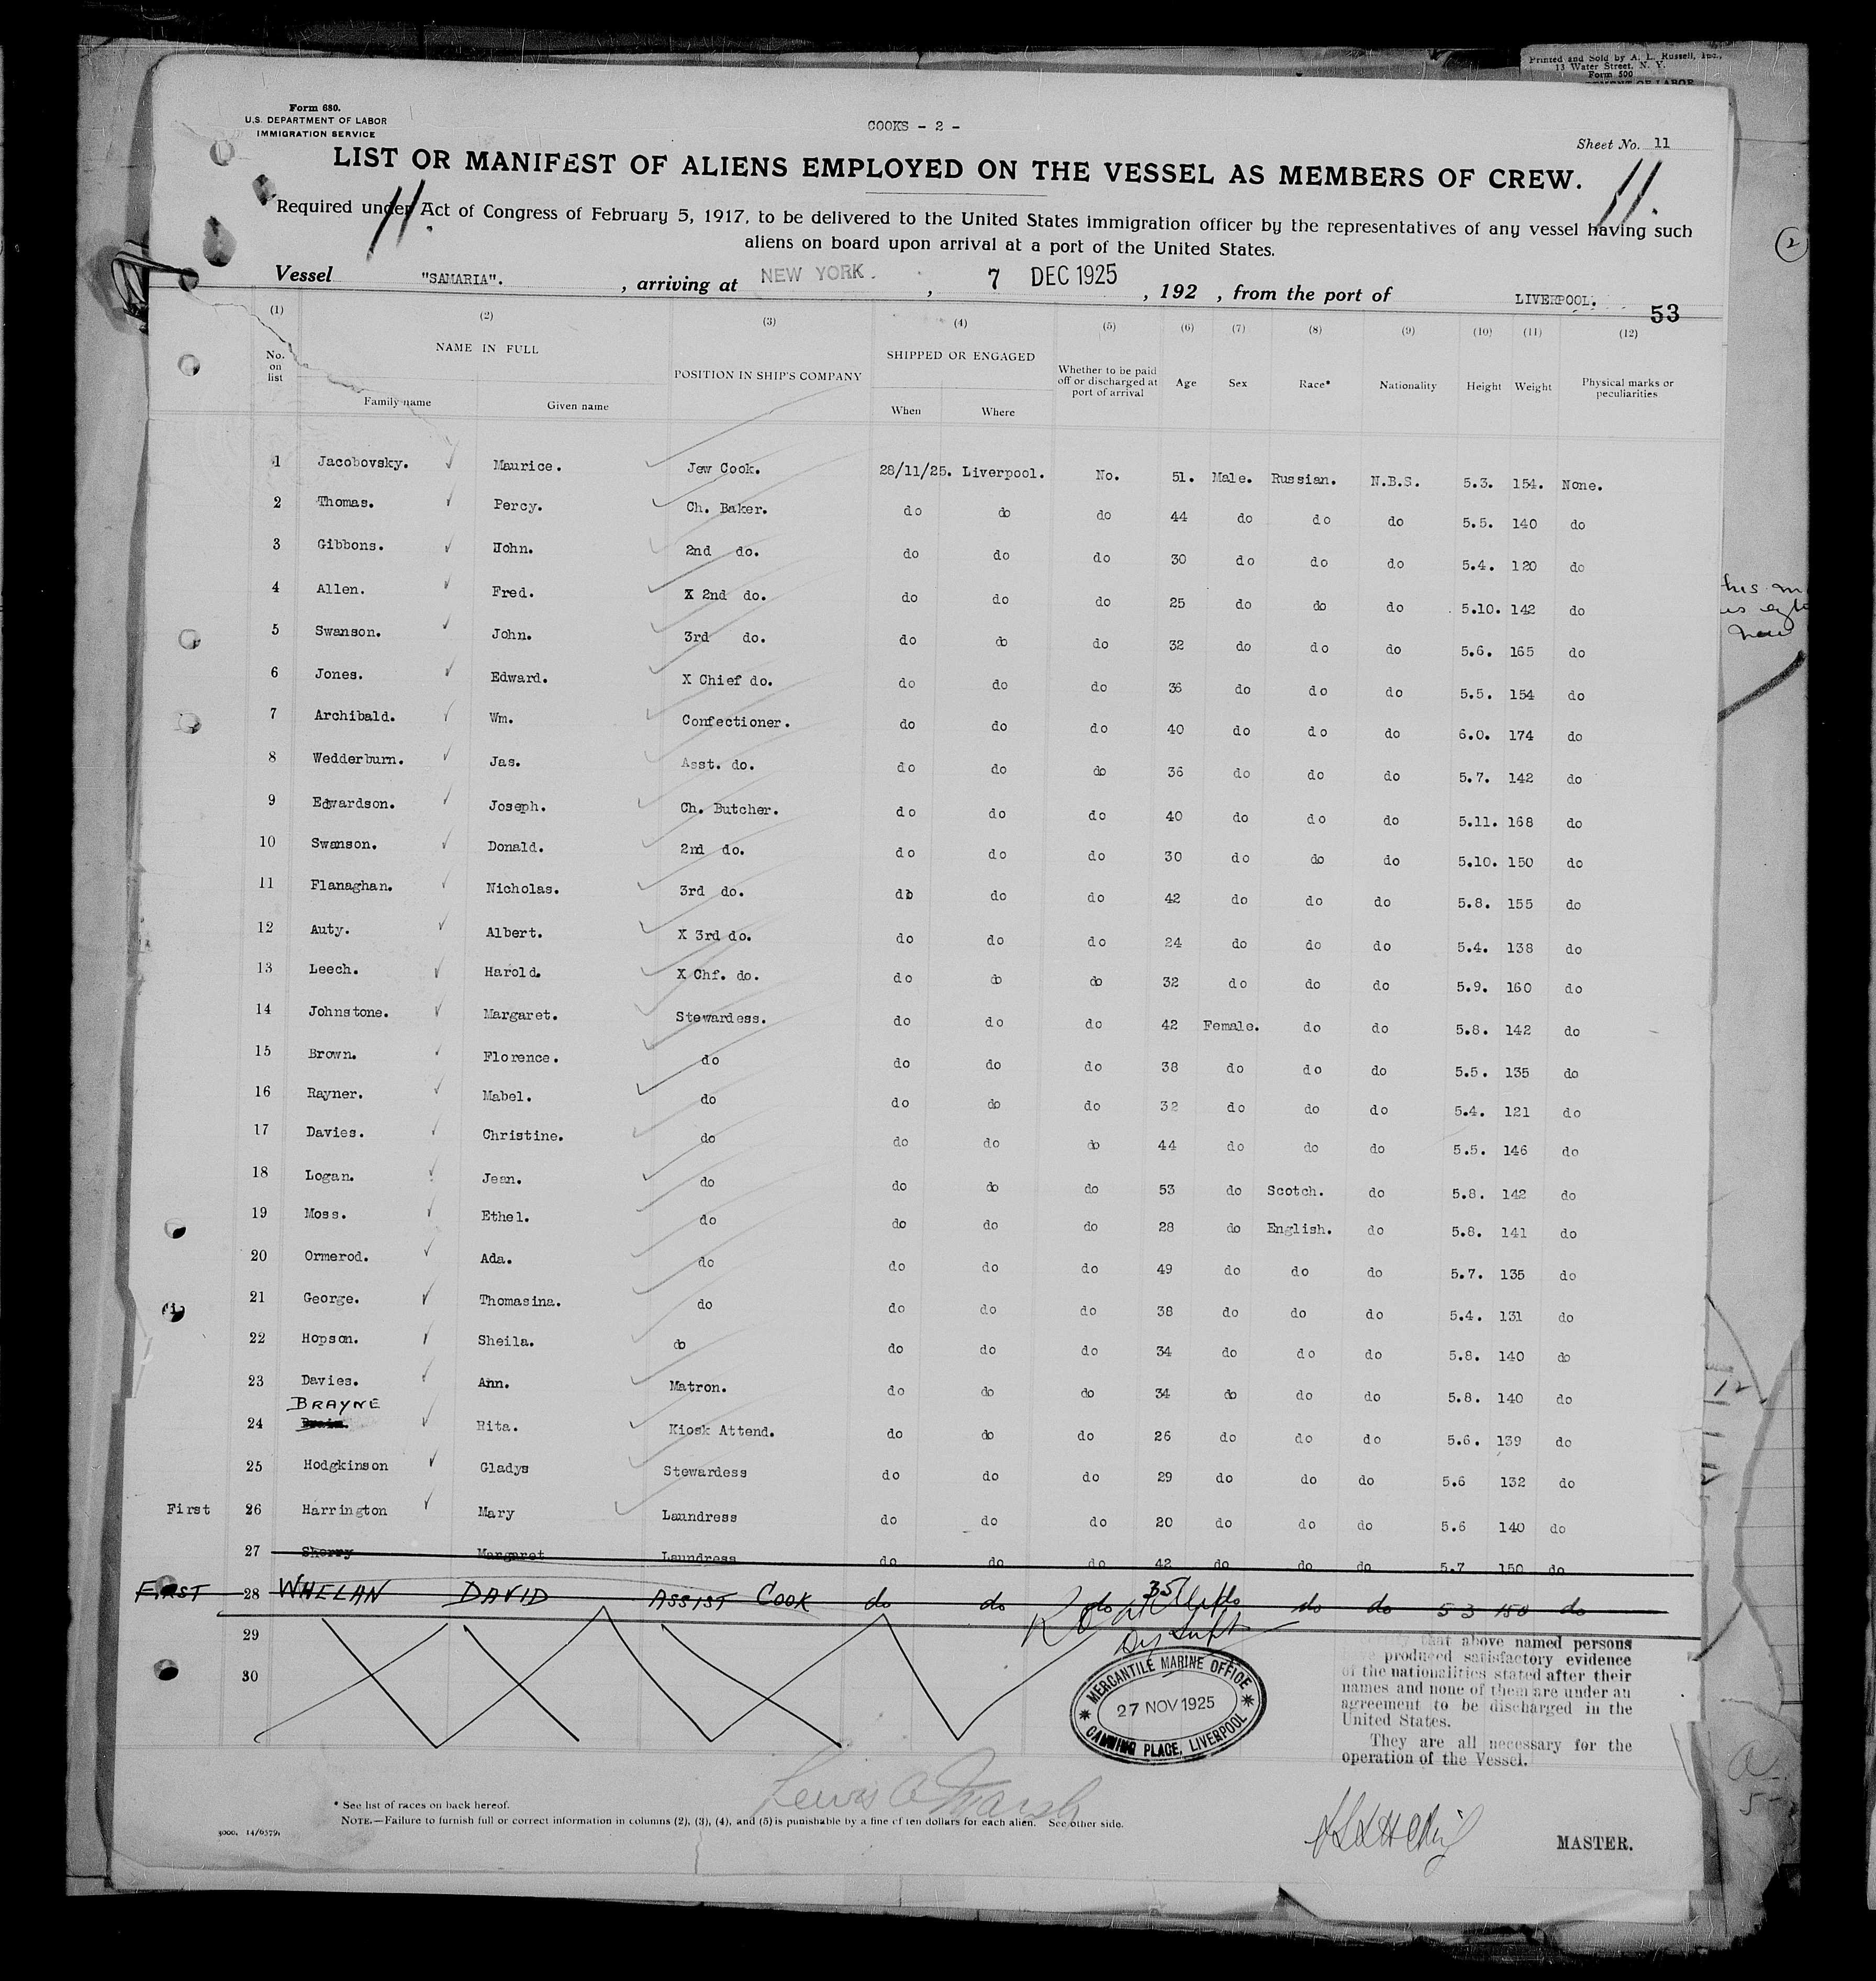 Printed and Sold by A. L. Russell, Inc.,
13 Water Street, N. Y.
Form 500
Form 680.
U.S. DEPARTMENT OF LABOR
IMMIGRATION SERVICE
COOKS - 2 -
Sheet No. 11
LIST OR MANIFEST OF ALIENS EMPLOYED ON THE VESSEL AS MEMBERS OF CREW.
11. 11.
Required under Act of Congress of February 5, 1917, to be delivered to the United States immigration officer by the representatives of any vessel having such
aliens on board upon arrival at a port of the United States.
Vessel "SAMARIA". , arriving at NEW YORK. , 7 DEC 1925 , 192 , from the port of LIVERPOOL.
53
(1) (2) (3) (4) (5) (6) (7) (8) (9) (10) (11) (12)
No. on list NAME IN FULL POSITION IN SHIP'S COMPANY SHIPPED OR ENGAGED Whether to be paid off or discharged at port of arrival Age Sex Race* Nationality Height Weight Physical marks or peculiarities
Family name Given name When Where
1 Jacobovsky. Maurice. Jew Cook. 28/11/25. Liverpool. No. 51. Male. Russian. N.B.S. 5.3. 154. None.
2 Thomas. Percy. Ch. Baker. do do do 44 do do do 5.5. 140 do
3 Gibbons. John. 2nd do. do do do 30 do do do 5.4. 120 do
4 Allen. Fred. X 2nd do. do do do 25 do do do 5.10. 142 do
5 Swanson. John. 3rd do. do do do 32 do do do 5.6. 165 do
6 Jones. Edward. X Chief do. do do do 36 do do do 5.5. 154 do
7 Archibald. Wm. Confectioner. do do do 40 do do do 6.0. 174 do
8 Wedderburn. Jas. Asst. do. do do do 36 do do do 5.7. 142 do
9 Edwardson. Joseph. Ch. Butcher. do do do 40 do do do 5.11. 168 do
10 Swanson. Donald. 2nd do. do do do 30 do do do 5.10. 150 do
11 Flanaghan. Nicholas. 3rd do. do do do 42 do do do 5.8. 155 do
12 Auty. Albert. X 3rd do. do do do 24 do do do 5.4. 138 do
13 Leech. Harold. X Chf. do. do do do 32 do do do 5.9. 160 do
14 Johnstone. Margaret. Stewardess. do do do 42 Female. do do 5.8. 142 do
15 Brown. Florence. do do do do 38 do do do 5.5. 135 do
16 Rayner. Mabel. do do do do 32 do do do 5.4. 121 do
17 Davies. Christine. do do do do 44 do do do 5.5. 146 do
18 Logan. Jean. do do do do 53 do Scotch. do 5.8. 142 do
19 Moss. Ethel. do do do do 28 do English. do 5.8. 141 do
20 Ormerod. Ada. do do do do 49 do do do 5.7. 135 do
21 George. Thomasina. do do do do 38 do do do 5.4. 131 do
22 Hopson. Sheila. do do do do 34 do do do 5.8. 140 do
23 Davies. Ann. Matron. do do do 34 do do do 5.8. 140 do
BRAYNE
24 Brain. Rita. Kiosk Attend. do do do 26 do do do 5.6. 139 do
25 Hodgkinson Gladys Stewardess do do do 29 do do do 5.6 132 do
First 26 Harrington Mary Laundress do do do 20 do do do 5.6 140 do
27 Sherry Margaret Laundress do do do 42 do do do 5.7 150 do
FIRST 28 WHELAN DAVID ASSIST COOK do do do 35 do do do 5 3 150 do
29
30
MERCANTILE MARINE OFFICE
27 NOV 1925
CANNING PLACE, LIVERPOOL
that above named persons
produced satisfactory evidence
of the nationalities stated after their
names and none of them are under an
agreement to be discharged in the
United States.
They are all necessary for the
operation of the Vessel.
Lewis A Marsh
* See list of races on back hereof.
NOTE.—Failure to furnish full or correct information in columns (2), (3), (4), and (5) is punishable by a fine of ten dollars for each alien. See other side.
MASTER.